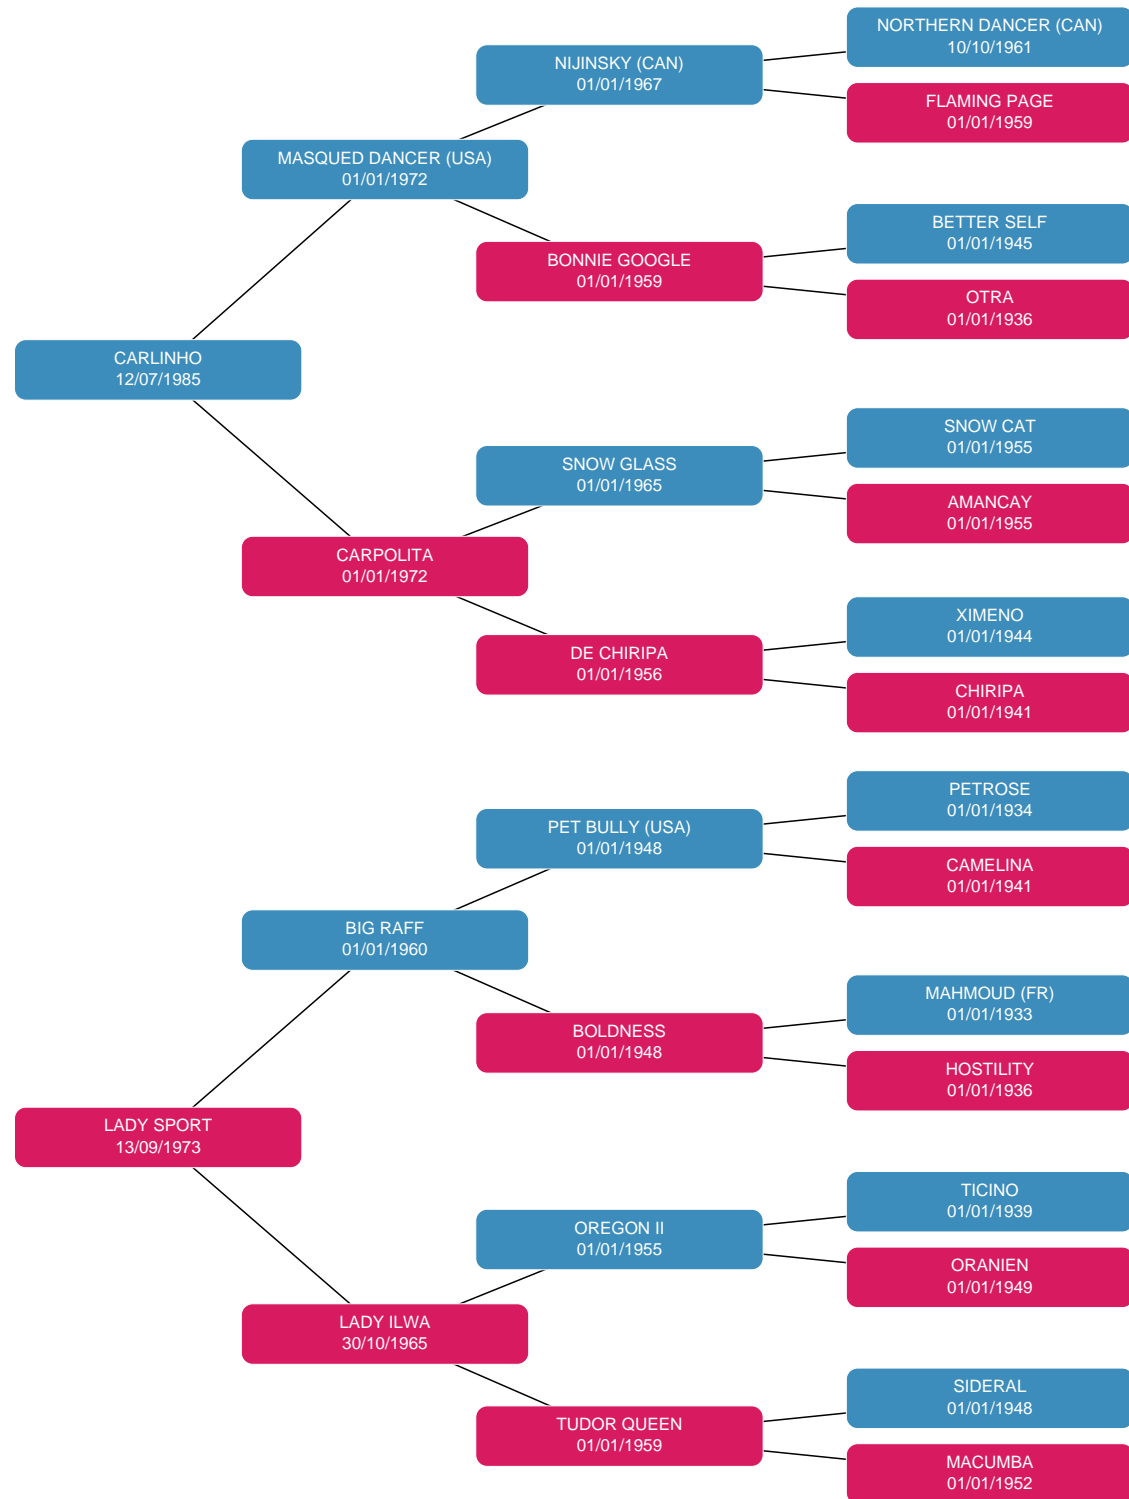 NORTHERN DANCER (CAN)
10/10/1961
NIJINSKY (CAN)
01/01/1967
FLAMING PAGE
01/01/1959
MASQUED DANCER (USA)
01/01/1972
BETTER SELF
01/01/1945
BONNIE GOOGLE
01/01/1959
OTRA
01/01/1936
CARLINHO
12/07/1985
SNOW CAT
01/01/1955
SNOW GLASS
01/01/1965
AMANCAY
01/01/1955
CARPOLITA
01/01/1972
XIMENO
01/01/1944
DE CHIRIPA
01/01/1956
CHIRIPA
01/01/1941
PETROSE
01/01/1934
PET BULLY (USA)
01/01/1948
CAMELINA
01/01/1941
BIG RAFF
01/01/1960
MAHMOUD (FR)
01/01/1933
BOLDNESS
01/01/1948
HOSTILITY
01/01/1936
LADY SPORT
13/09/1973
TICINO
01/01/1939
OREGON II
01/01/1955
ORANIEN
01/01/1949
LADY ILWA
30/10/1965
SIDERAL
01/01/1948
TUDOR QUEEN
01/01/1959
MACUMBA
01/01/1952